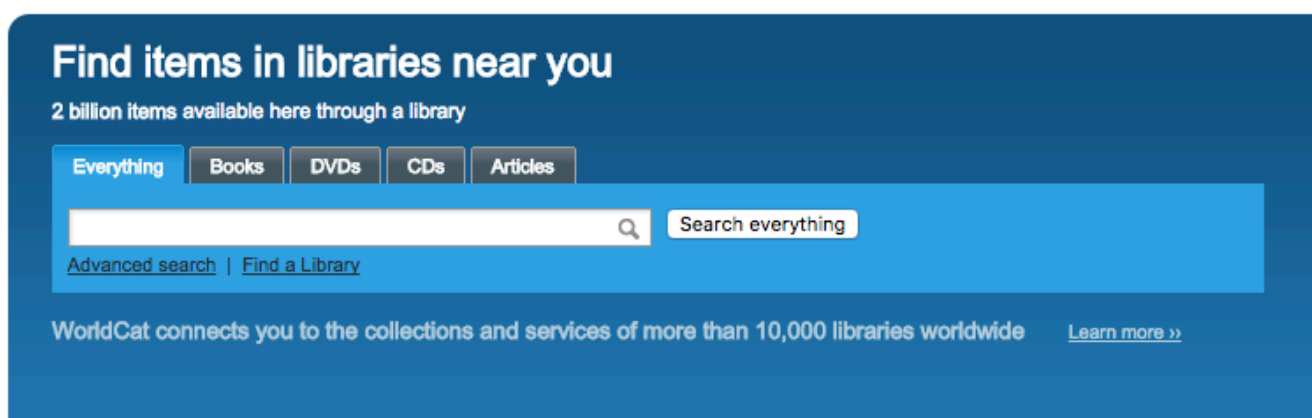 Find items in libraries near you
2 billion items available here through a library
Everything Books DVDs CDs Articles
Search everything
Advanced search | Find a Library
WorldCat connects you to the collections and services of more than 10,000 libraries worldwide Learn more ››